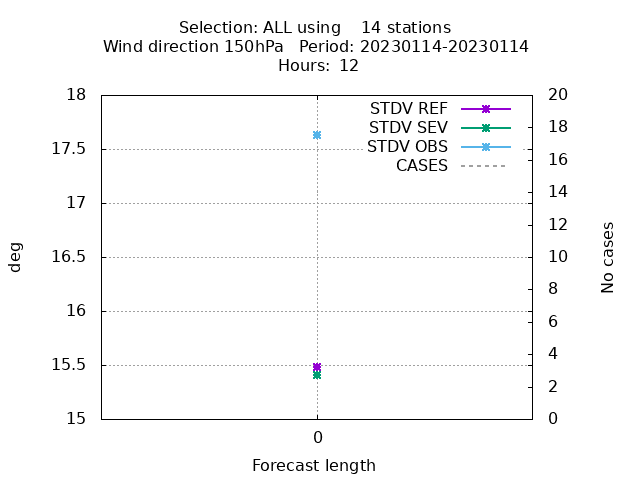 Selection: ALL using    14 stations
Wind direction 150hPa   Period: 20230114-20230114
Hours:  12
18
17.5
17
16.5
16
15.5
15
deg
STDV REF
STDV SEV
STDV OBS
CASES
20
18
16
14
12
10
8
6
4
2
0
No cases
0
Forecast length